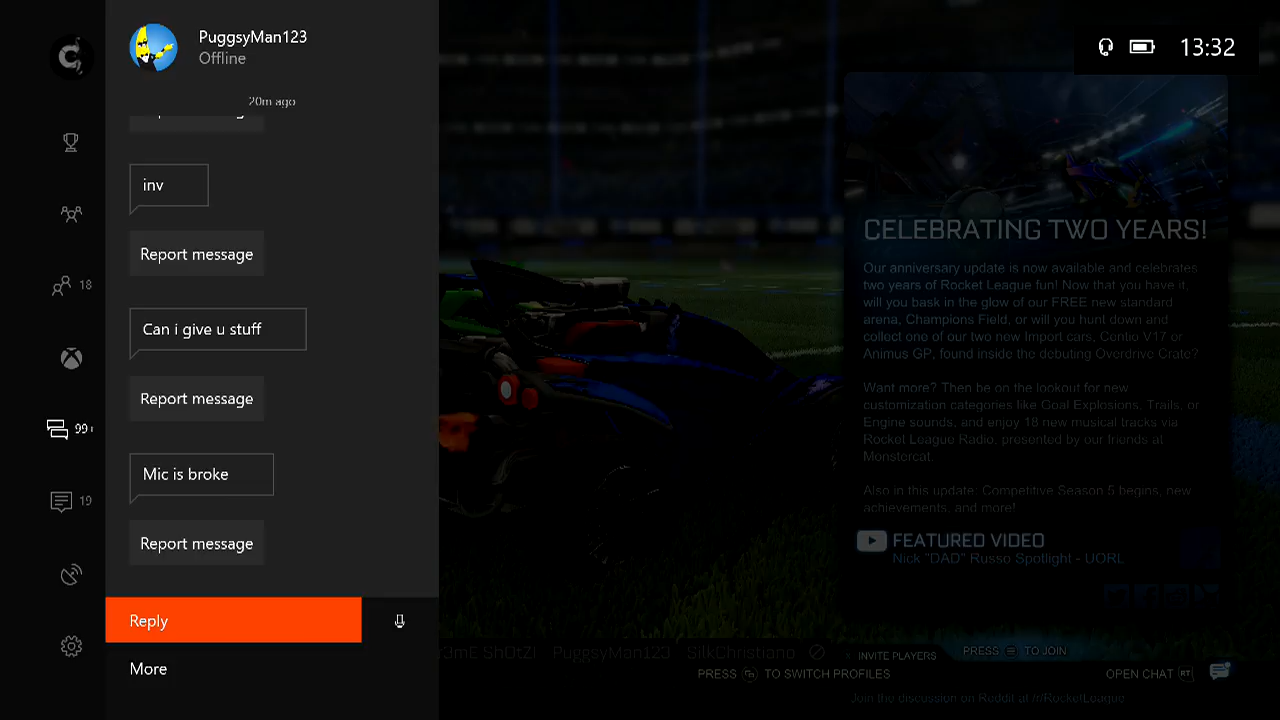 PuggsyMan123
Offline
20m ago
inv
Report message
Can i give u stuff
Report message
Mic is broke
Report message
Reply
More
18
99+
19
13:32
CELEBRATING TWO YEARS!
Our anniversary update is now available and celebrates
two years of Rocket League fun! Now that you have it,
will you bask in the glow of our FREE new standard
arena, Champions Field, or will you hunt down and
collect one of our two new Import cars, Centio V17 or
Animus GP, found inside the debuting Overdrive Crate?
Want more? Then be on the lookout for new
customization categories like Goal Explosions, Trails, or
Engine sounds, and enjoy 18 new musical tracks via
Rocket League Radio, presented by our friends at
Monstercat.
Also in this update: Competitive Season 5 begins, new
achievements, and more!
FEATURED VIDEO
Nick "DAD" Russo Spotlight - UORL
y3mE ShOtZ! PuggsyMan123 SilkChristiano
INVITE PLAYERS
PRESS TO JOIN
PRESS TO SWITCH PROFILES
OPEN CHAT RT
Join the discussion on Reddit at /r/RocketLeague